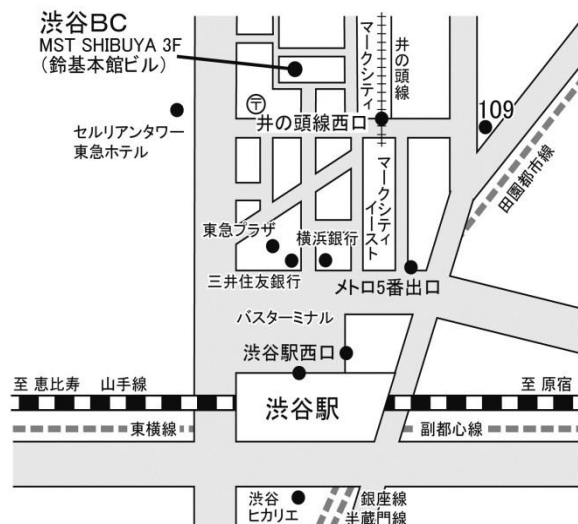 渋谷BC
MST SHIBUYA 3F
（鈴基本館ビル）
マークシティ
井の頭線
〒
井の頭線西口
109
セルリアンタワー
東急ホテル
田園都市線
マークシティ
イースト
東急プラザ
横浜銀行
三井住友銀行
メトロ5番出口
バスターミナル
渋谷駅西口
至 恵比寿
山手線
至 原宿
渋谷駅
東横線
副都心線
渋谷
ヒカリエ
銀座線
半蔵門線